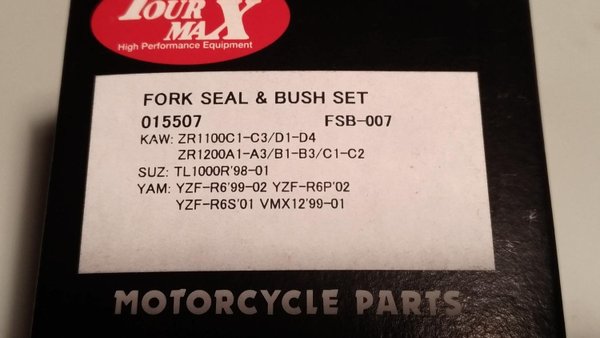 TOUR
MAX
High Performance Equipment
FORK SEAL & BUSH SET
015507 FSB-007
KAW: ZR1100C1-C3/D1-D4
ZR1200A1-A3/B1-B3/C1-C2
SUZ: TL1000R'98-01
YAM: YZF-R6'99-02 YZF-R6P'02
YZF-R6S'01 VMX12'99-01
MOTORCYCLE PARTS